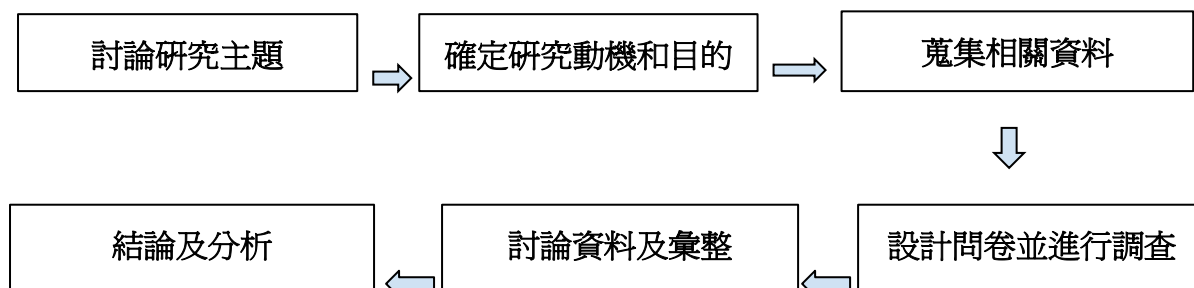 討論研究主題
確定研究動機和目的
蒐集相關資料
設計問卷並進行調查
討論資料及彙整
結論及分析